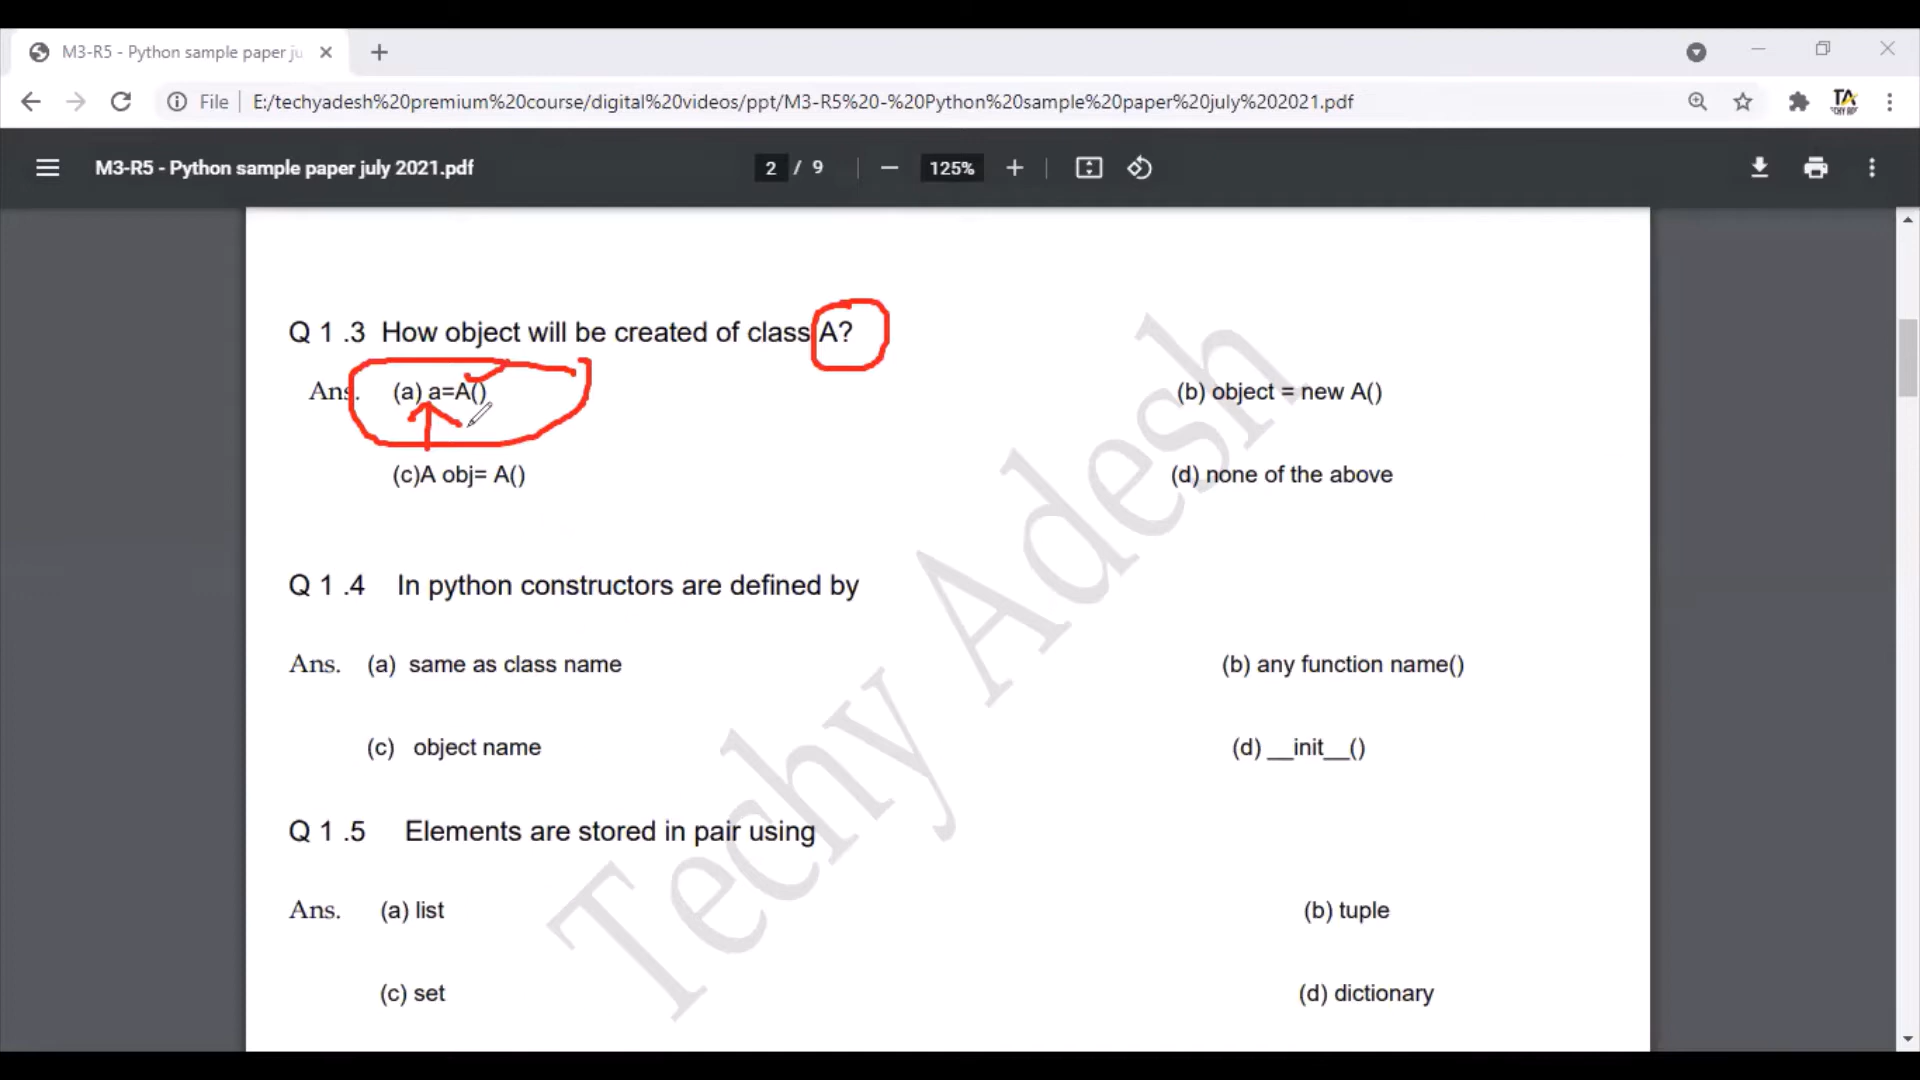 M3-R5 - Python sample paper ju
File E:/techyadesh%20premium%20course/digital%20videos/ppt/M3-R5%20-%20Python%20sample%20paper%20july%202021.pdf
TA
M3-R5 - Python sample paper july 2021.pdf 2 / 9 125%
Q 1 .3 How object will be created of class A?
Ans. (a) a=A() (b) object = new A()
(c)A obj= A() (d) none of the above
Q 1 .4 In python constructors are defined by
Ans. (a) same as class name (b) any function name()
(c) object name (d) __init__()
Q 1 .5 Elements are stored in pair using
Ans. (a) list (b) tuple
(c) set (d) dictionary
Techy Adesh